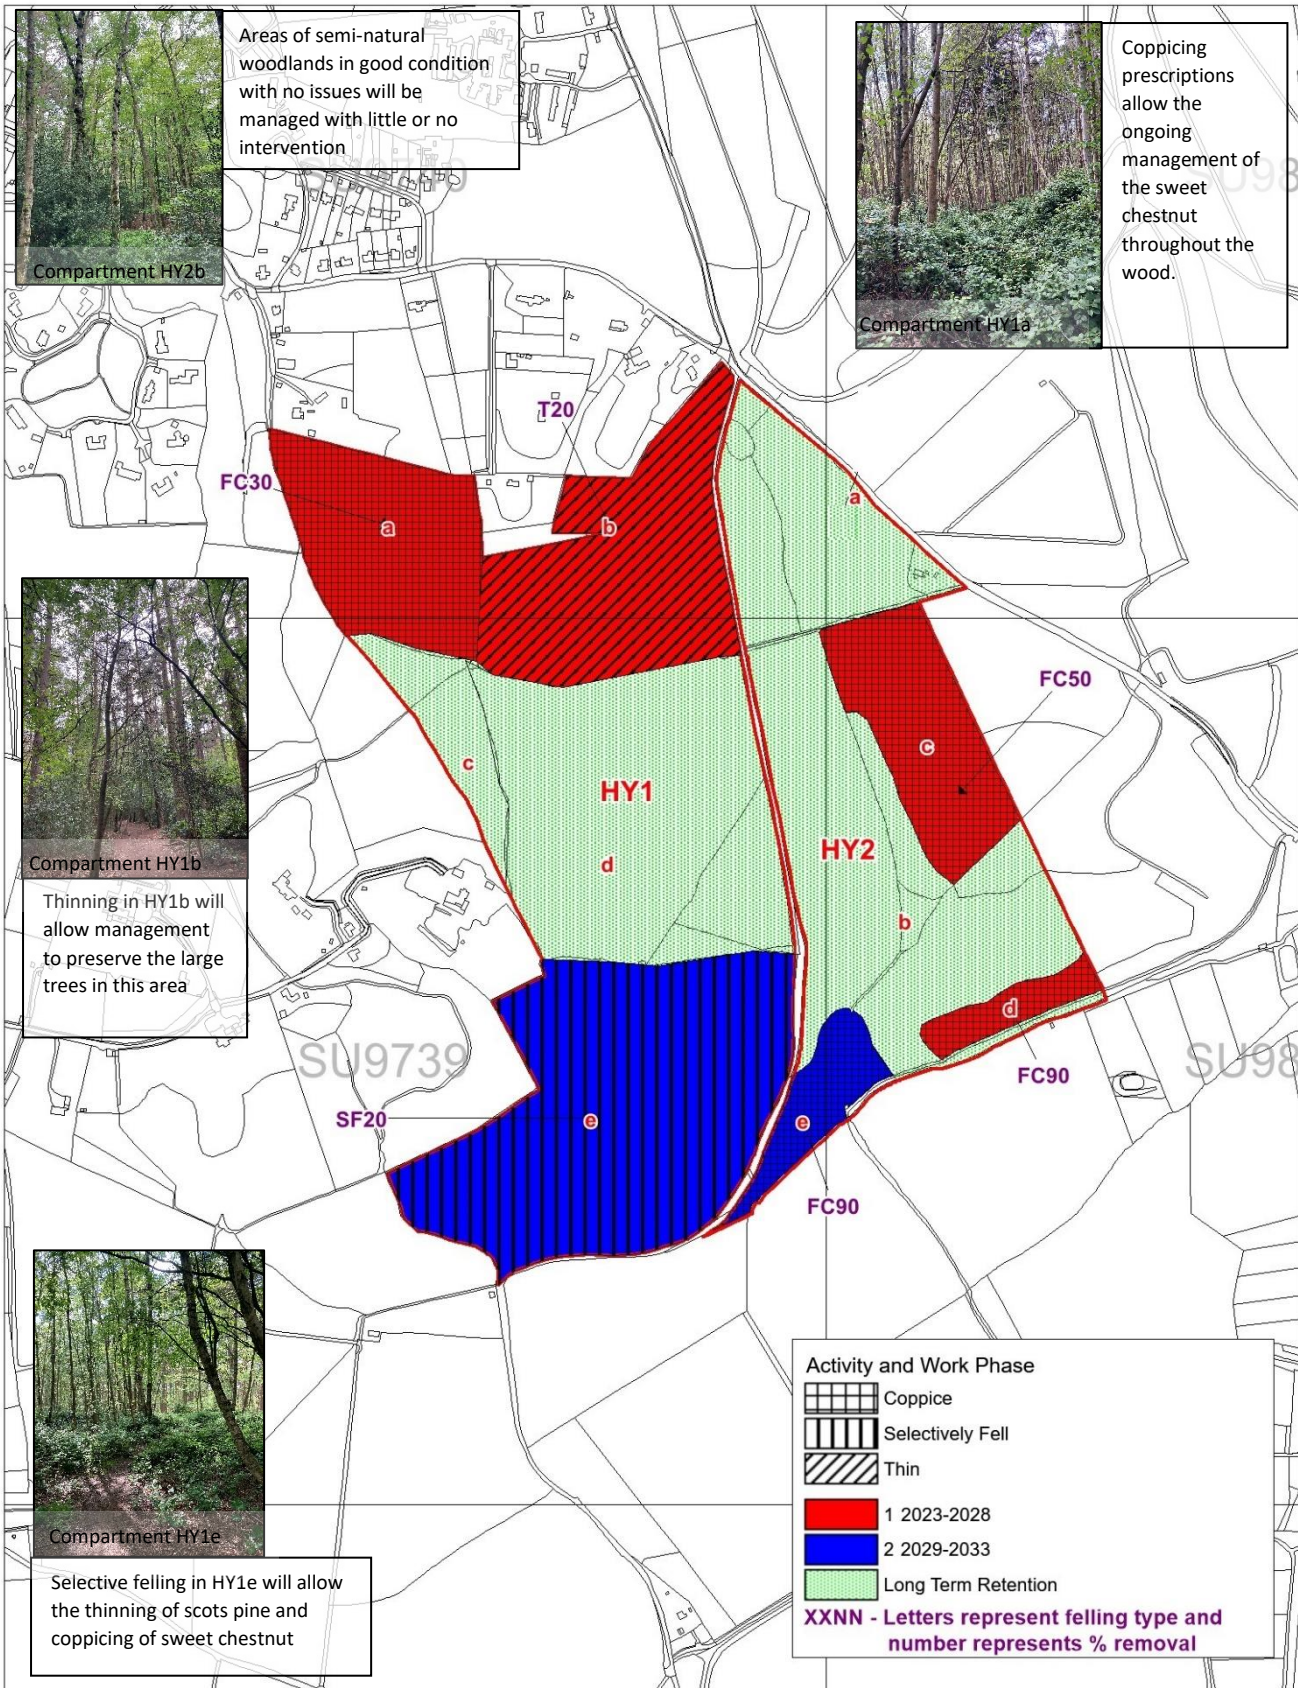 Areas of semi-natural
woodlands in good condition
with no issues will be
managed with little or no
intervention
Compartment HY2b
Coppicing
prescriptions
allow the
ongoing
management of
the sweet
chestnut
throughout the
wood.
Compartment HY1a
SU9740
SU98
T20
FC30
a
b
a
FC50
c
c
HY1
HY2
d
b
Compartment HY1b
Thinning in HY1b will
allow management
to preserve the large
trees in this area
d
SU9739
SU98
FC90
SF20
e
e
FC90
Compartment HY1e
Selective felling in HY1e will allow
the thinning of scots pine and
coppicing of sweet chestnut
Activity and Work Phase
Coppice
Selectively Fell
Thin
1 2023-2028
2 2029-2033
Long Term Retention
XXNN - Letters represent felling type and
number represents % removal